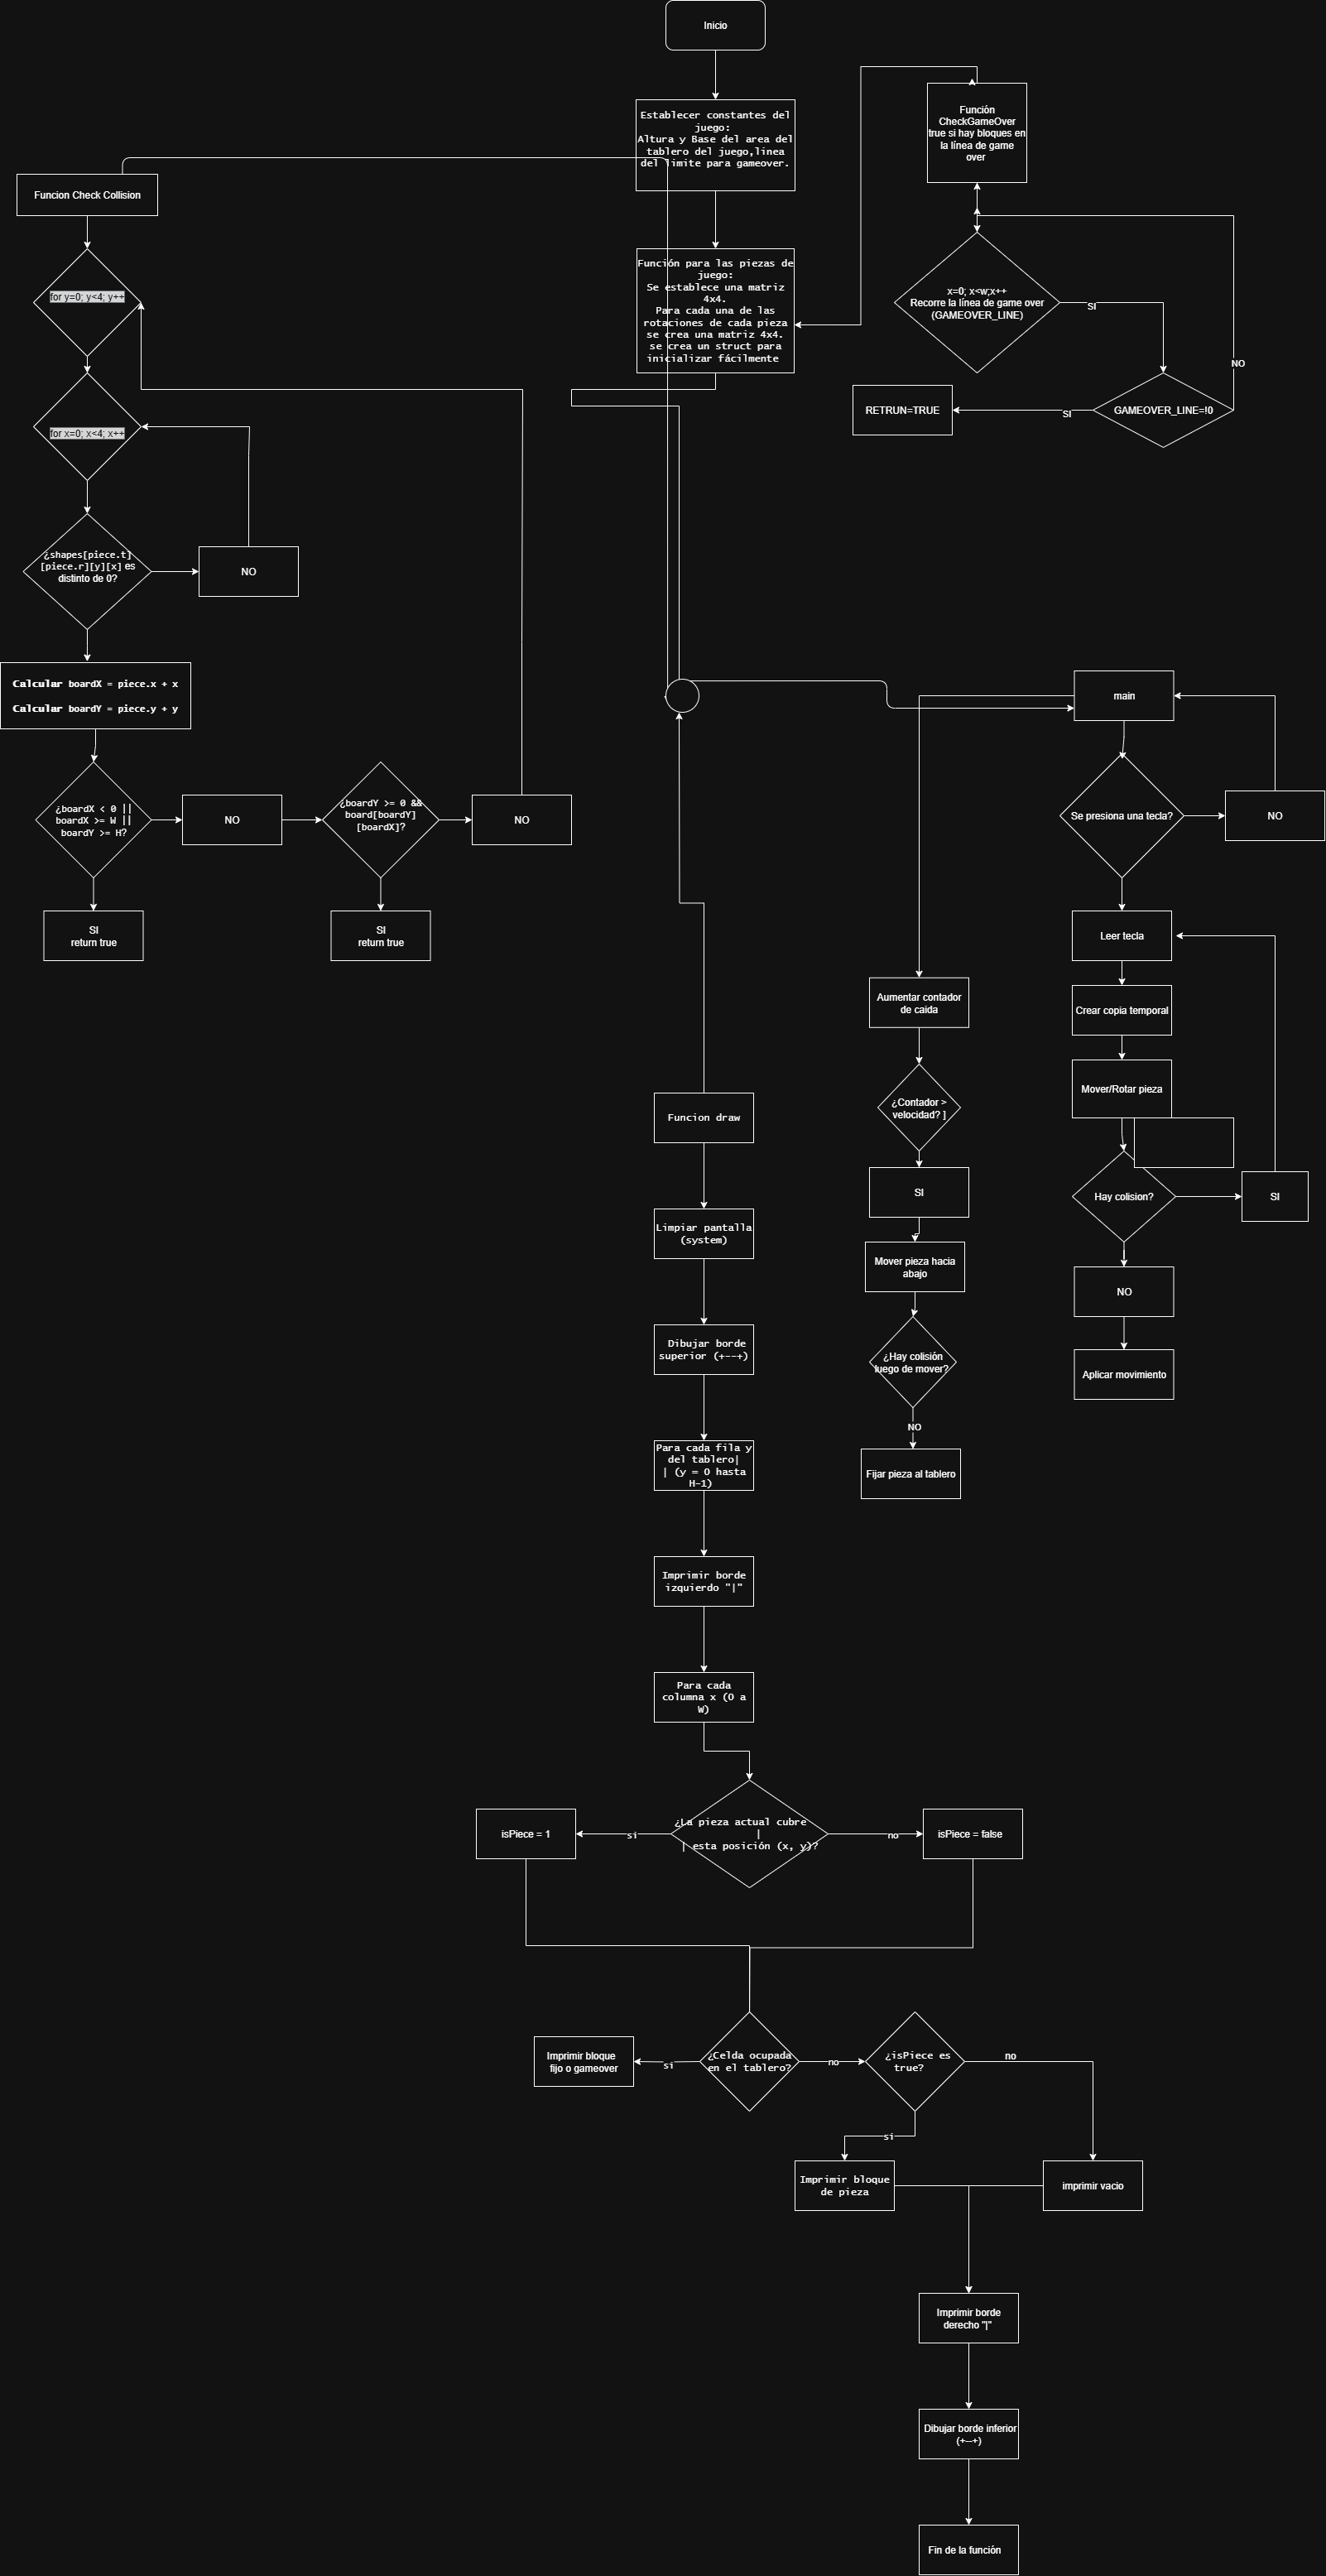 Inicio
Establecer constantes del
juego:
Altura y Base del area del
tablero del juego,linea
del limite para gameover.
Función
CheckGameOver
true si hay bloques en
la línea de game
over
Funcion Check Collision
for y=0; y<4; y++
Función para las piezas de
juego:
Se establece una matriz
4x4.
Para cada una de las
rotaciones de cada pieza
se crea una matriz 4x4.
se crea un struct para
inicializar fácilmente
x=0; x<w;x++
Recorre la línea de game over
(GAMEOVER_LINE)
SI
NO
RETRUN=TRUE
SI
GAMEOVER_LINE=!0
for x=0; x<4; x++
¿shapes[piece.t]
[piece.r][y][x] es
distinto de 0?
NO
Calcular boardX = piece.x + x
Calcular boardY = piece.y + y
¿boardX < 0 ||
boardX >= W ||
boardY >= H?
NO
¿boardY >= 0 &&
board[boardY]
[boardX]?
NO
SI
return true
SI
return true
main
Se presiona una tecla?
NO
Leer tecla
Crear copia temporal
Mover/Rotar pieza
Hay colision?
SI
NO
Aplicar movimiento
Aumentar contador
de caida
¿Contador >
velocidad? ]
SI
Mover pieza hacia
abajo
¿Hay colisión
luego de mover?
NO
Fijar pieza al tablero
Funcion draw
Limpiar pantalla
(system)
Dibujar borde
superior (+--+)
Para cada fila y
del tablero|
| (y = 0 hasta
H-1)
Imprimir borde
izquierdo "|"
Para cada
columna x (0 a
W)
¿La pieza actual cubre
|
| esta posición (x, y)?
si
isPiece = 1
no
isPiece = false
¿Celda ocupada
en el tablero?
si
Imprimir bloque
fijo o gameover
no
¿isPiece es
true?
no
si
Imprimir bloque
de pieza
imprimir vacio
Imprimir borde
derecho "|"
Dibujar borde inferior
(+--+)
Fin de la función